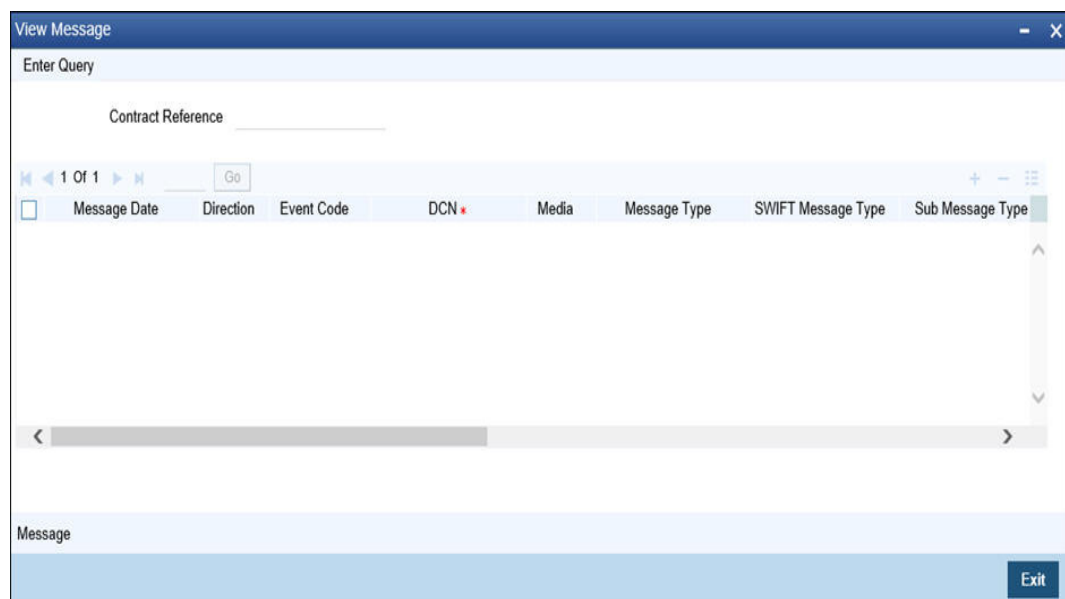 View Message
Enter Query
Contract Reference
1 Of 1 Go
Message Date Direction Event Code DCN * Media Message Type SWIFT Message Type Sub Message Type
Message
Exit